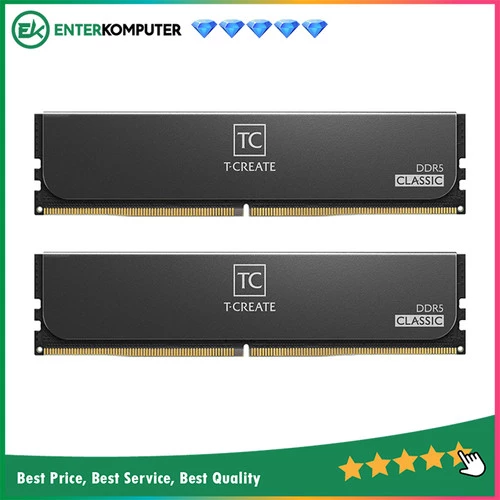 EK ENTERKOMPUTER
TC
T-CREATE
DDR5
CLASSIC
TC
T-CREATE
DDR5
CLASSIC
Best Price, Best Service, Best Quality